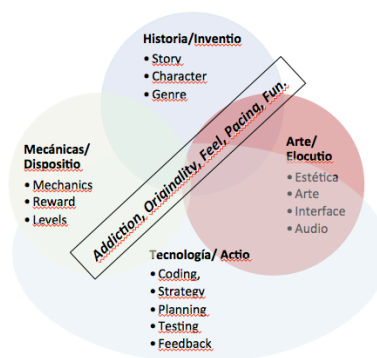 Historia/Inventio
• Story
• Character
• Genre
Mecánicas/
Dispositio
• Mechanics
• Reward
• Levels
Addiction, Originality, Feel, Pacing, Fun.
Arte/
Elocutio
• Estética
• Arte
• Interface
• Audio
Tecnología/ Actio
• Coding,
• Strategy
• Planning
• Testing
• Feedback